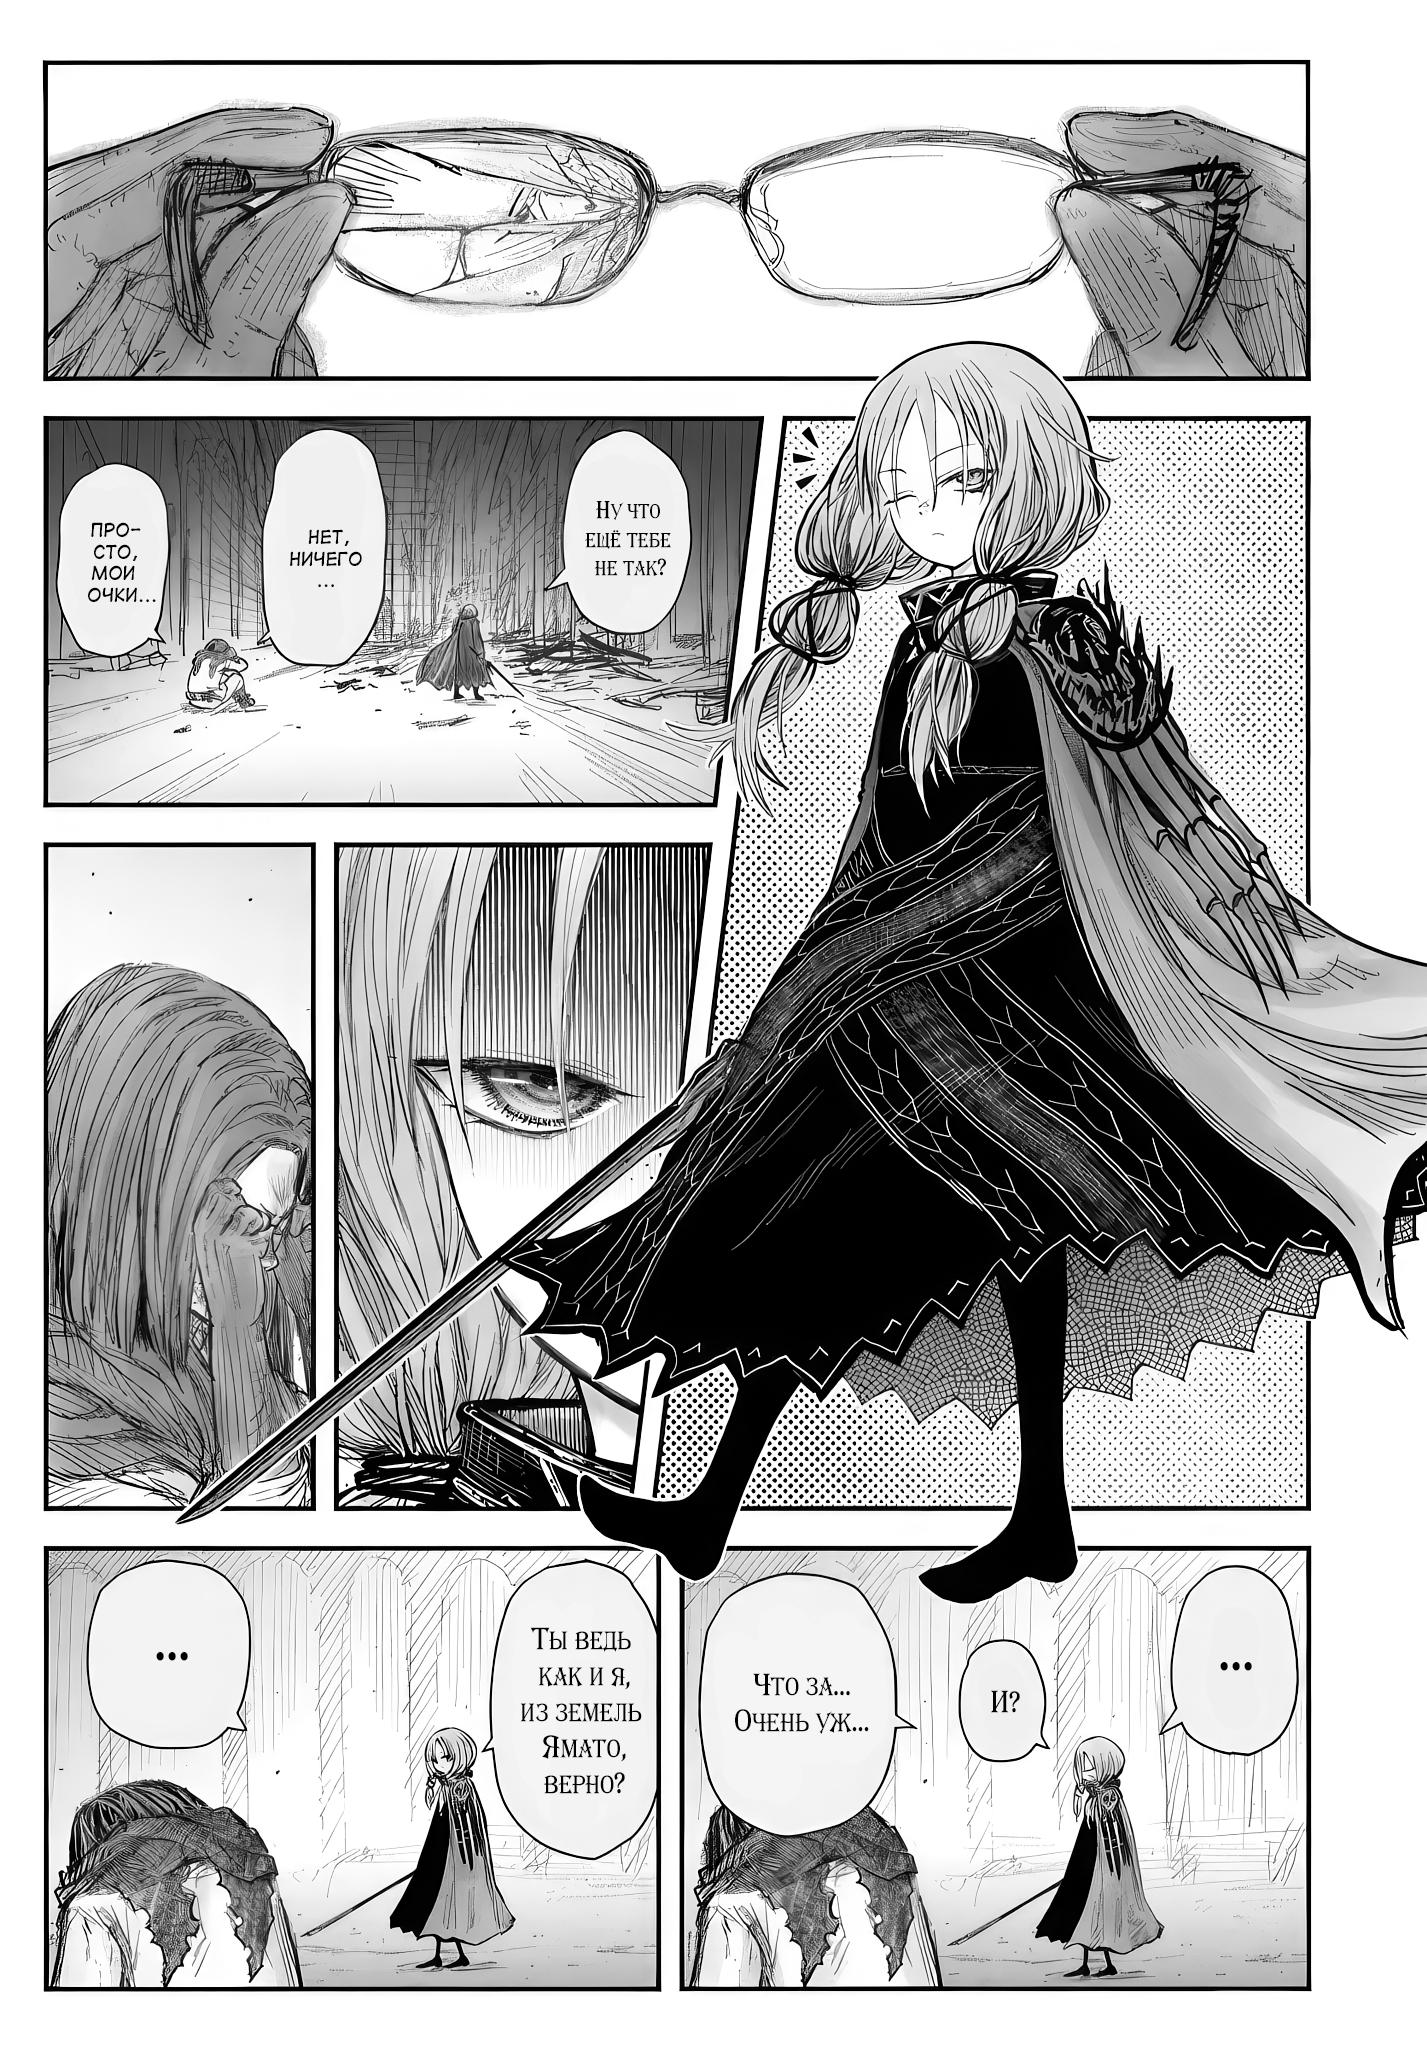 Ну что
ещё тебе
не так?
НЕТ,
НИЧЕГО
...
ПРО-
СТО,
МОИ
ОЧКИ...
...
И?
Что за...
Очень уж...
Ты ведь
как и я,
из земель
Ямато,
верно?
...